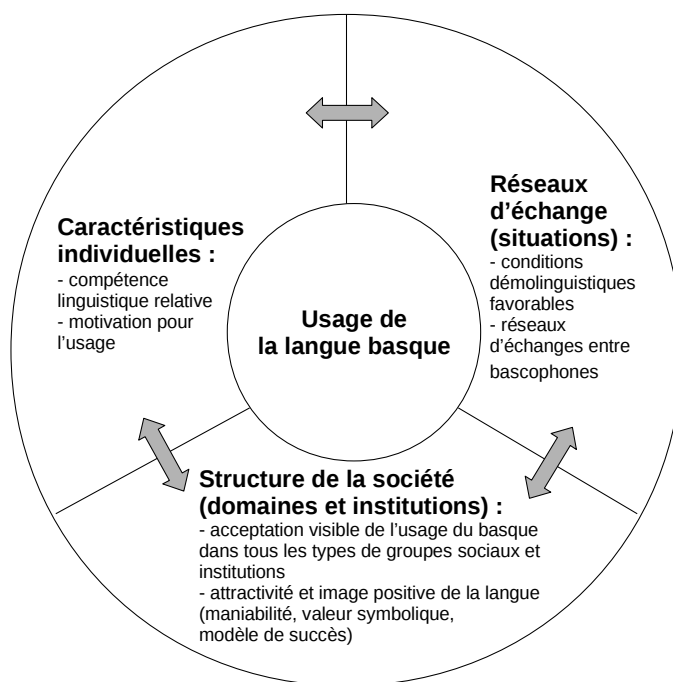 Caractéristiques
individuelles :
- compétence
linguistique relative
- motivation pour
l’usage
Réseaux
d’échange
(situations) :
- conditions
démolinguistiques
favorables
- réseaux
d’échanges entre
bascophones
Usage de
la langue basque
Structure de la société
(domaines et institutions) :
- acceptation visible de l’usage du basque
dans tous les types de groupes sociaux et
institutions
- attractivité et image positive de la langue
(maniabilité, valeur symbolique,
modèle de succès)